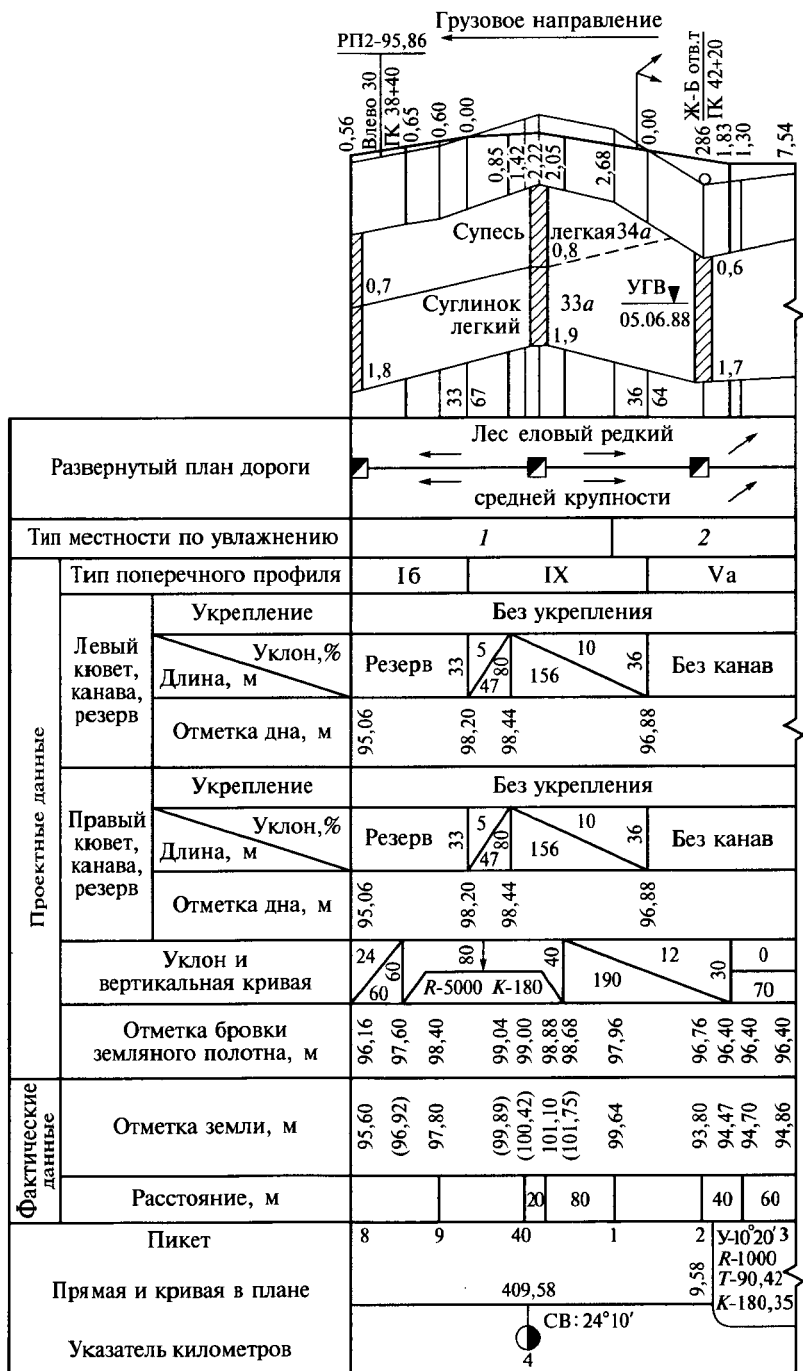 Грузовое направление
РП2-95,86
0,56
Влево 30
ПК 38+40
0,65
0,60
0,00
0,85
1,42
2,22
2,05
2,68
0,00
Ж-Б отв.т
ПК 42+20
286
1,83
1,30
7,54
Супесь легкая 34а
0,8
0,7
0,6
УГВ
05.06.88
Суглинок легкий
33а
1,9
1,8
1,7
33 67
36 64
Развернутый план дороги
Лес еловый редкий
средней крупности
Тип местности по увлажнению 1 2
Проектные данные
Тип поперечного профиля Iб IX Vа
Левый кювет, канава, резерв
Укрепление Без укрепления
Уклон,%
Длина, м
Резерв 33 5 47 80 10 156 36 Без канав
Отметка дна, м 95,06 98,20 98,44 96,88
Правый кювет, канава, резерв
Укрепление Без укрепления
Уклон,%
Длина, м
Резерв 33 5 47 80 10 156 36 Без канав
Отметка дна, м 95,06 98,20 98,44 96,88
Уклон и вертикальная кривая
24 60 60 80 40 12 190 30 0 70
R-5000 K-180
Отметка бровки земляного полотна, м
96,16 97,60 98,40 99,04 99,00 98,88 98,68 97,96 96,76 96,40 96,40 96,40
Фактические данные
Отметка земли, м
95,60 (96,92) 97,80 (99,89) (100,42) 101,10 (101,75) 99,64 93,80 94,47 94,70 94,86
Расстояние, м 20 80 40 60
Пикет 8 9 40 1 2 3
У-10°20'
R-1000
T-90,42
K-180,35
Прямая и кривая в плане 409,58 9,58
СВ: 24°10'
Указатель километров 4